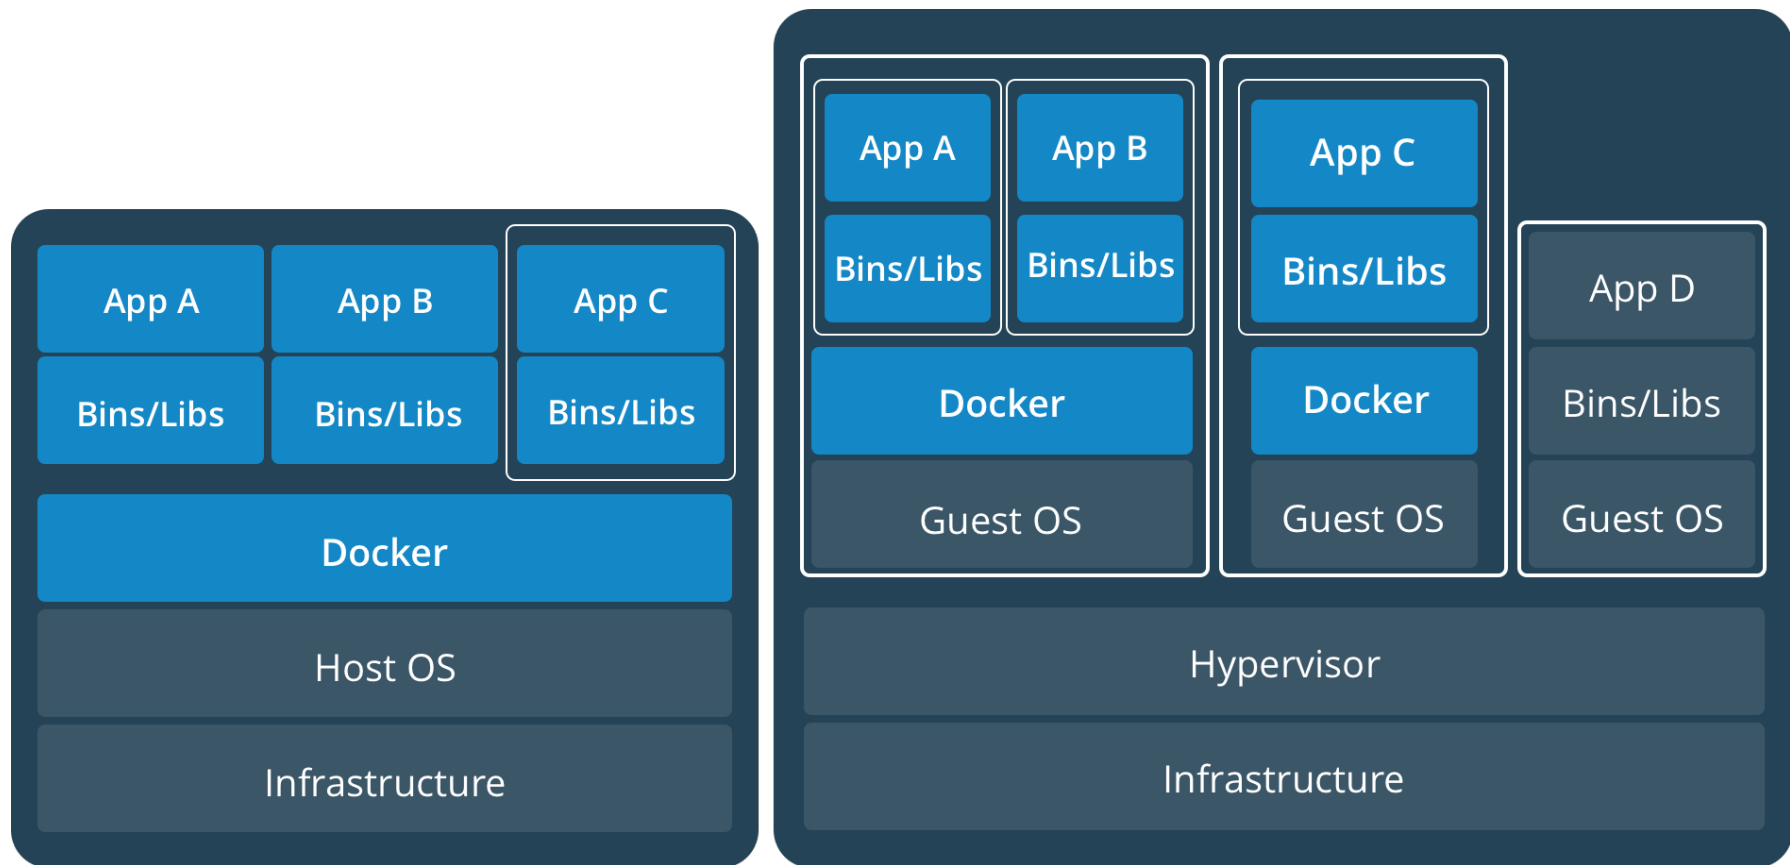 App A
App B
App C
Bins/Libs
Bins/Libs
Bins/Libs
Docker
Host OS
Infrastructure
App A
App B
Bins/Libs
Bins/Libs
Docker
Guest OS
App C
Bins/Libs
Docker
Guest OS
App D
Bins/Libs
Guest OS
Hypervisor
Infrastructure